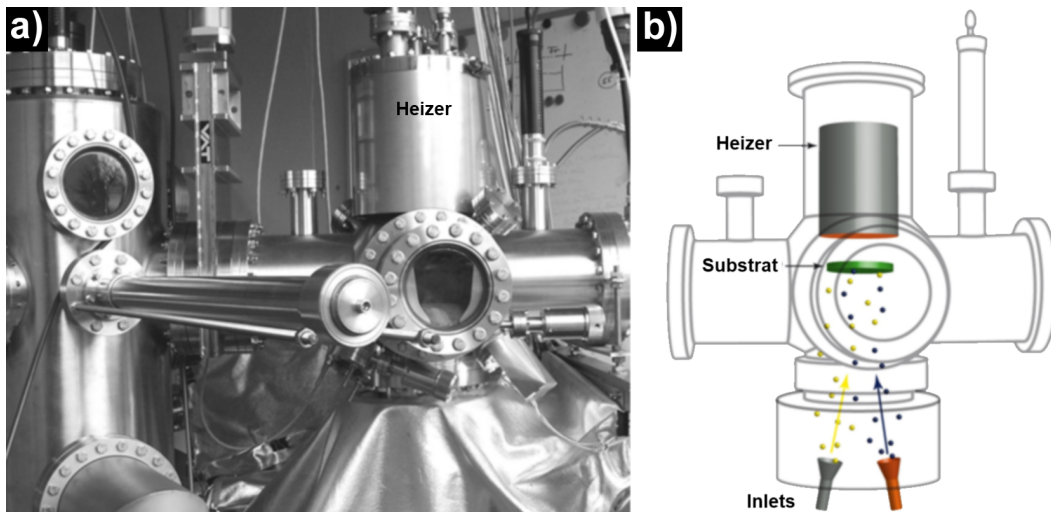 a)
Heizer
VAT
b)
Heizer
Substrat
Inlets